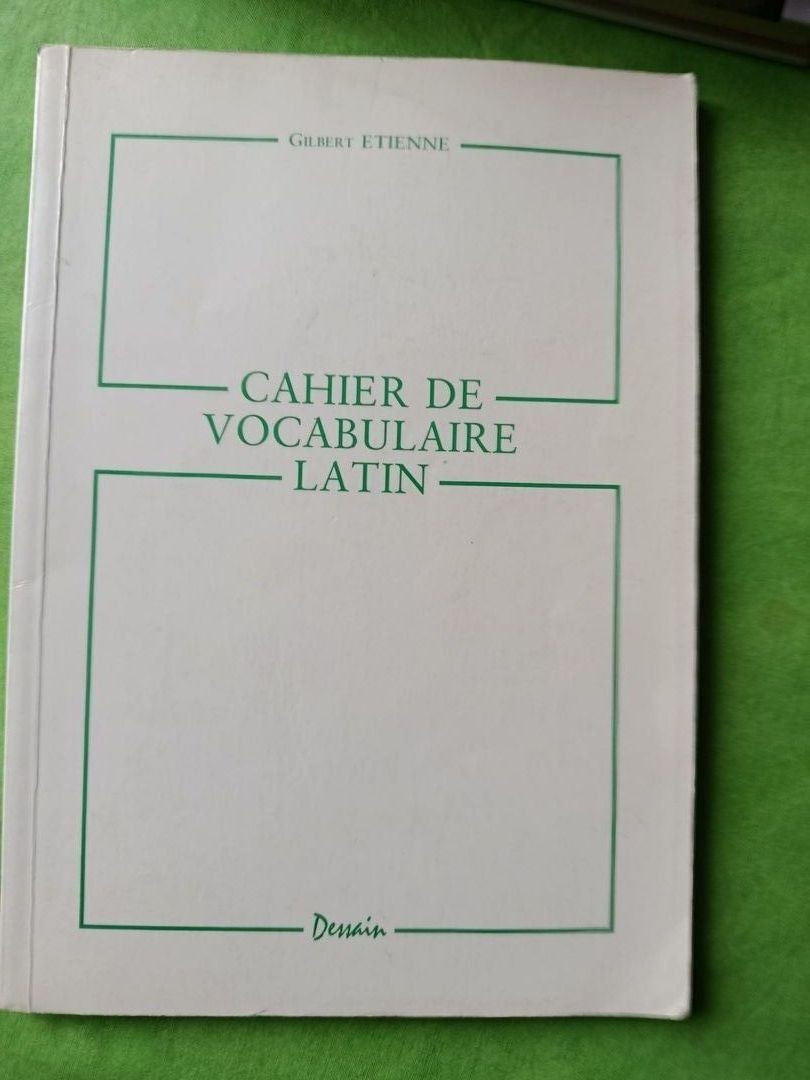 GILBERT ETIENNE
CAHIER DE
VOCABULAIRE
LATIN
Dessain